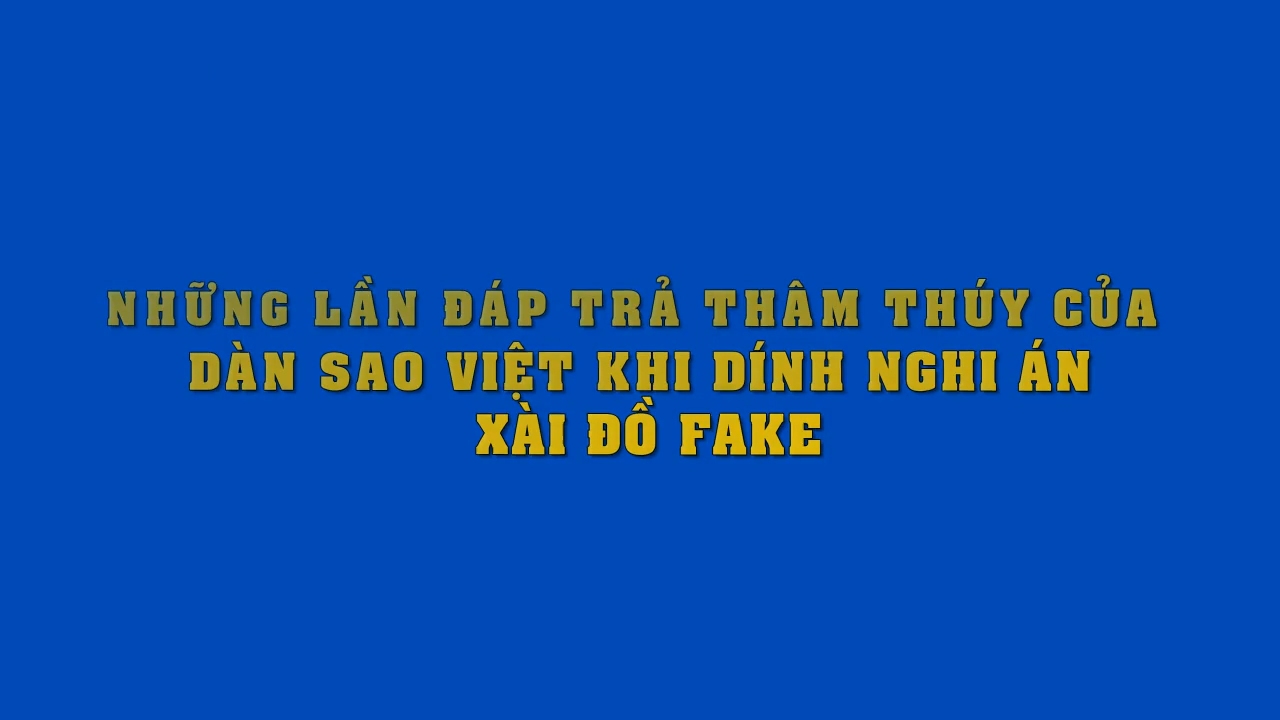 NHỮNG LẦN ĐÁP TRẢ THÂM THÚY CỦA
DÀN SAO VIỆT KHI DÍNH NGHI ÁN
XÀI ĐỒ FAKE